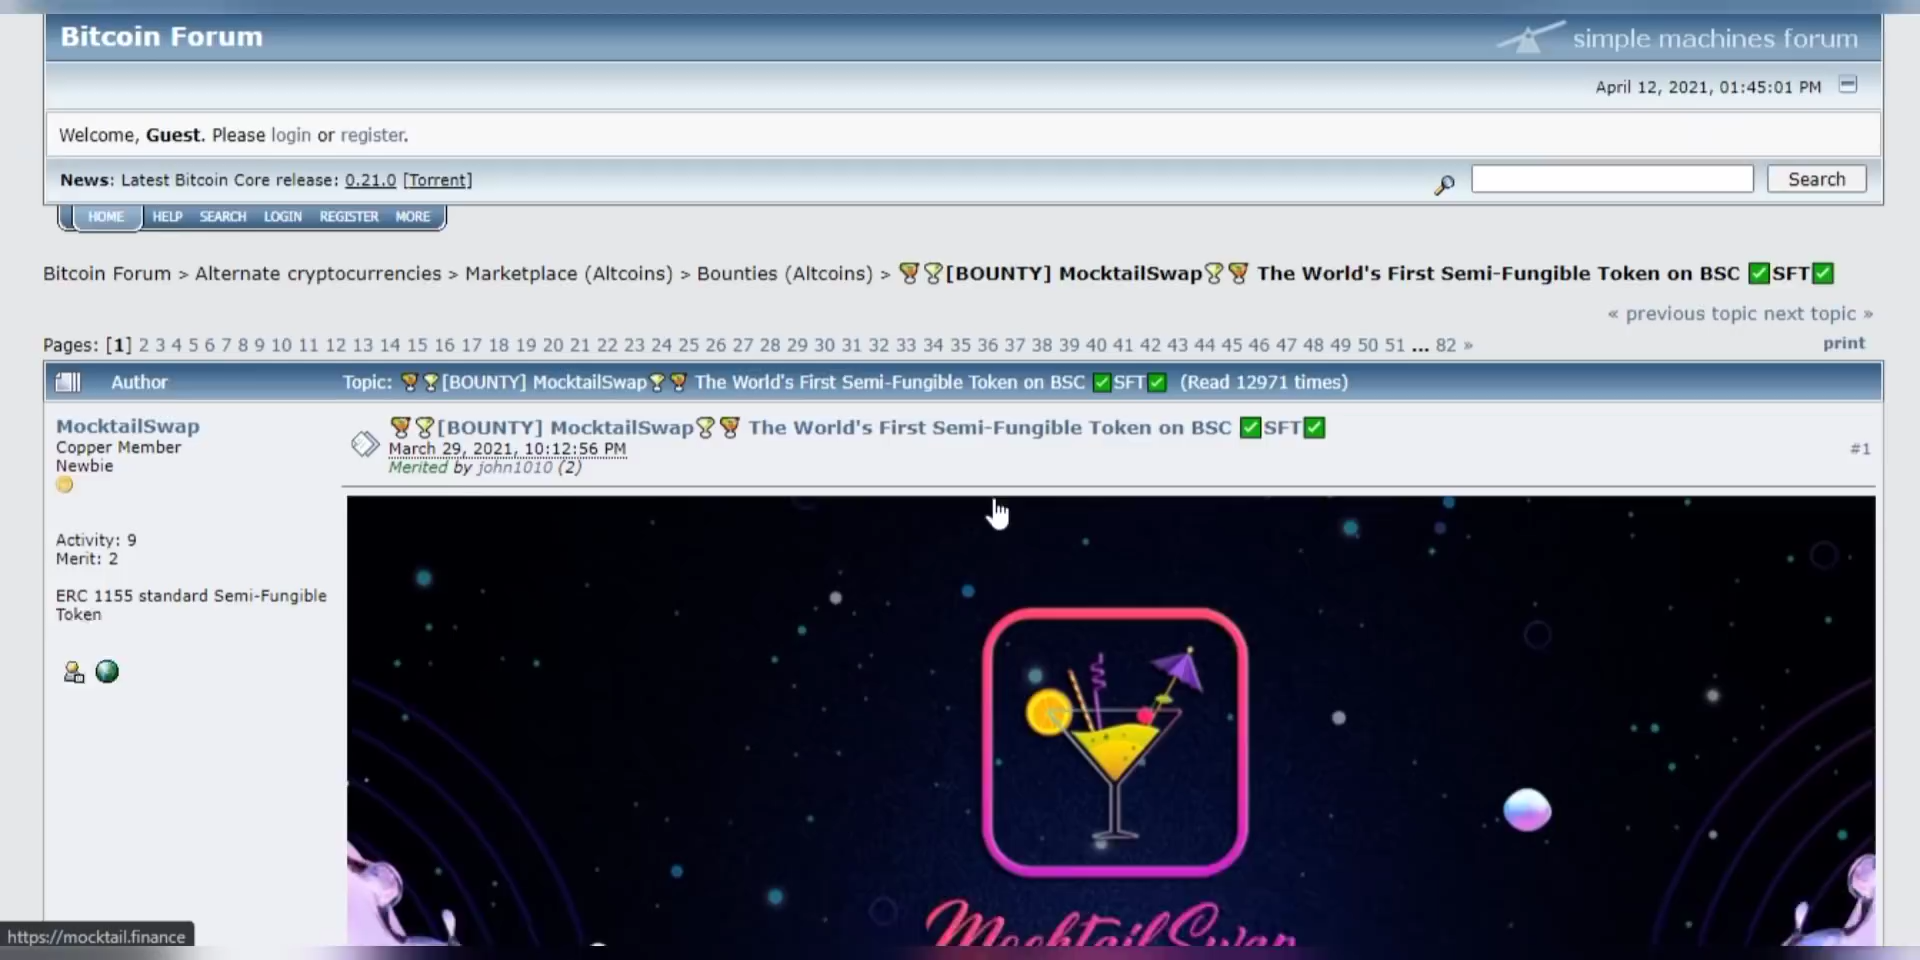 Bitcoin Forum
simple machines forum
April 12, 2021, 01:45:01 PM
Welcome, Guest. Please login or register.
News: Latest Bitcoin Core release: 0.21.0 [Torrent]
Search
HOME HELP SEARCH LOGIN REGISTER MORE
Bitcoin Forum > Alternate cryptocurrencies > Marketplace (Altcoins) > Bounties (Altcoins) > 🏆🏆[BOUNTY] MocktailSwap🏆🏆 The World's First Semi-Fungible Token on BSC ✅SFT✅
« previous topic next topic »
Pages: [1] 2 3 4 5 6 7 8 9 10 11 12 13 14 15 16 17 18 19 20 21 22 23 24 25 26 27 28 29 30 31 32 33 34 35 36 37 38 39 40 41 42 43 44 45 46 47 48 49 50 51 ... 82 »
print
Author
Topic: 🏆🏆[BOUNTY] MocktailSwap🏆🏆 The World's First Semi-Fungible Token on BSC ✅SFT✅ (Read 12971 times)
MocktailSwap
Copper Member
Newbie
Activity: 9
Merit: 2
ERC 1155 standard Semi-Fungible
Token
🏆🏆[BOUNTY] MocktailSwap🏆🏆 The World's First Semi-Fungible Token on BSC ✅SFT✅
March 29, 2021, 10:12:56 PM
Merited by john1010 (2)
#1
MocktailSwap
https://mocktail.finance